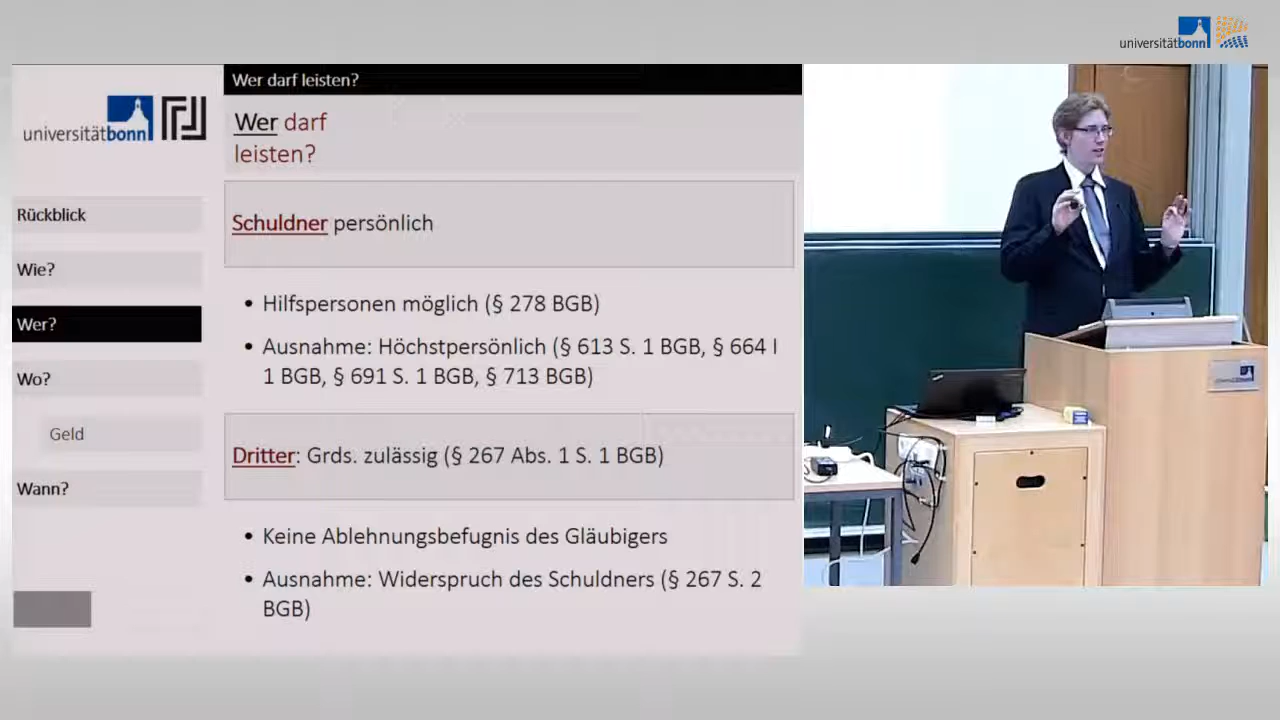 universitätbonn
Wer darf leisten?
universitätbonn
Wer darf
leisten?
Rückblick
Wie?
Wer?
Wo?
Geld
Wann?
Schuldner persönlich
• Hilfspersonen möglich (§ 278 BGB)
• Ausnahme: Höchstpersönlich (§ 613 S. 1 BGB, § 664 I
1 BGB, § 691 S. 1 BGB, § 713 BGB)
Dritter: Grds. zulässig (§ 267 Abs. 1 S. 1 BGB)
• Keine Ablehnungsbefugnis des Gläubigers
• Ausnahme: Widerspruch des Schuldners (§ 267 S. 2
BGB)